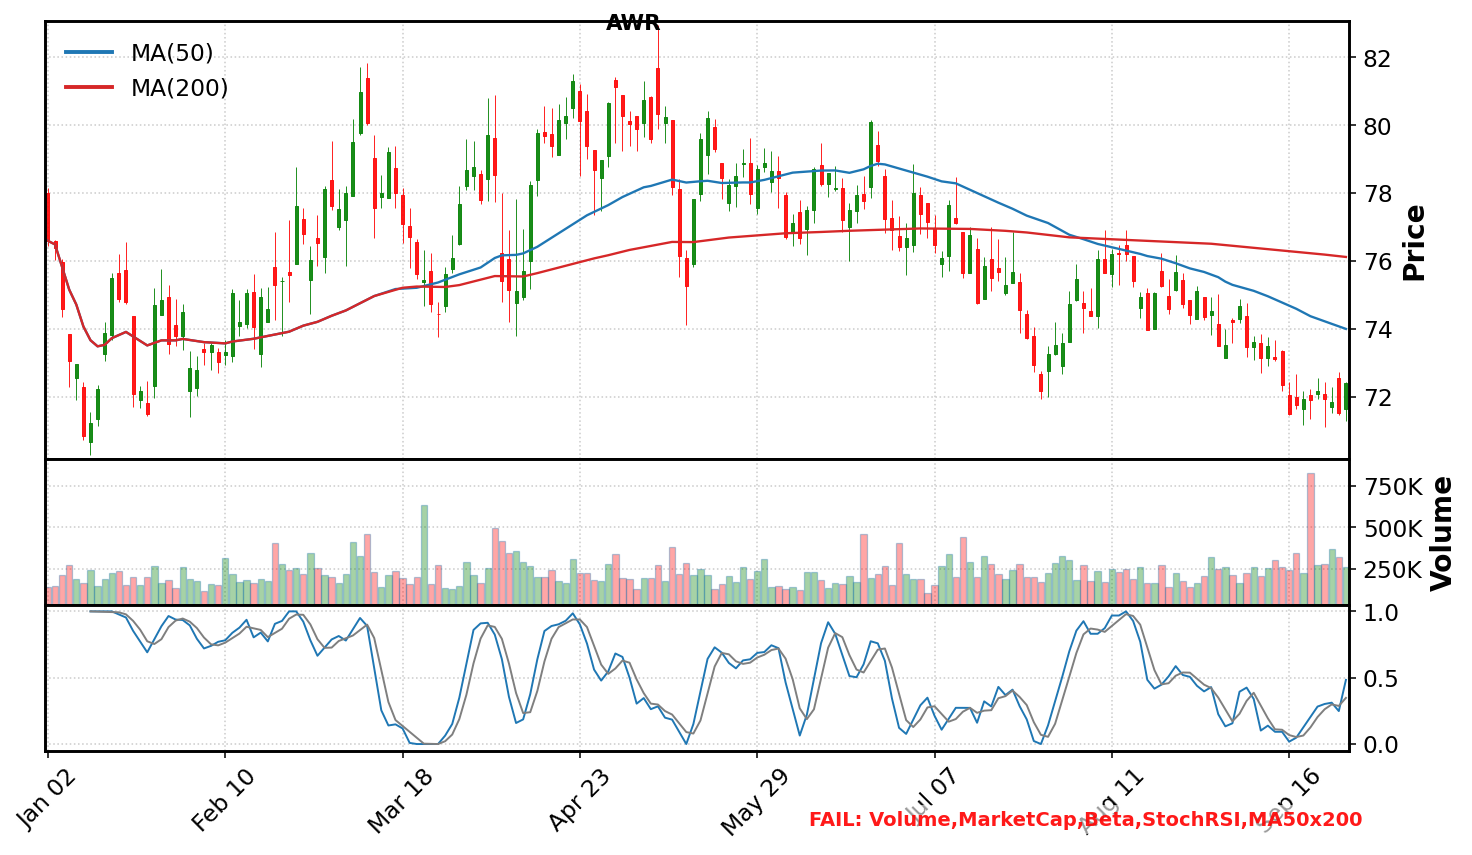 AWR
MA(50)
MA(200)
82
80
78
76
74
72
Price
750K
500K
250K
Volume
1.0
0.5
0.0
Jan 02
Feb 10
Mar 18
Apr 23
May 29
Jul 07
Aug 11
Sep 16
FAIL: Volume,MarketCap,Beta,StochRSI,MA50x200